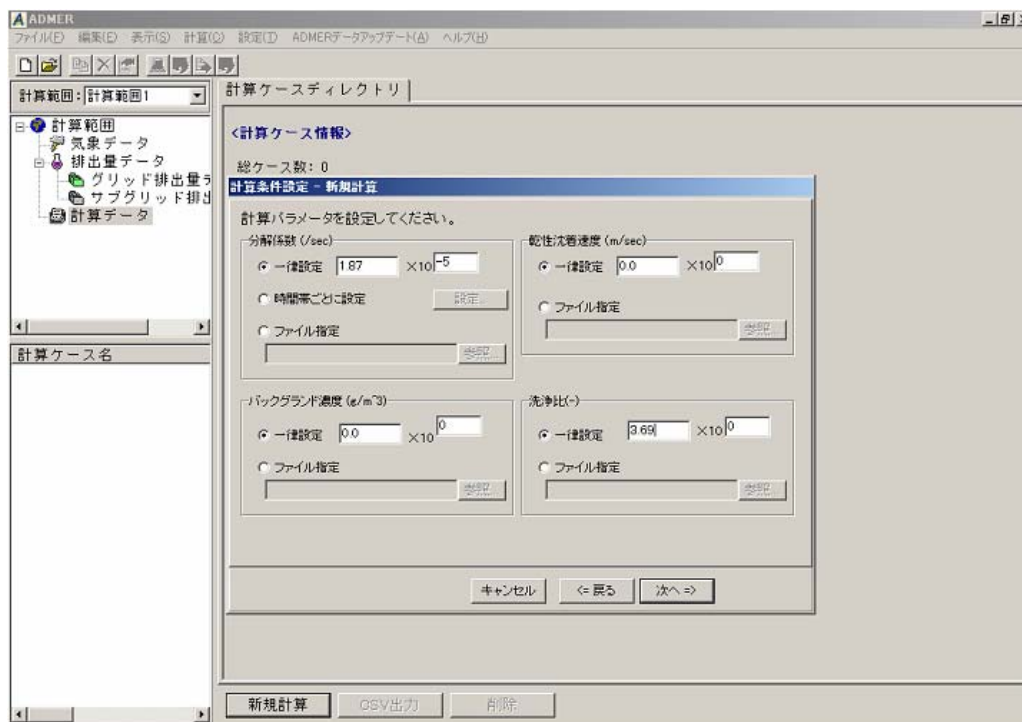 ADMER
ファイル(F) 編集(E) 表示(S) 計算(C) 設定(T) ADMERデータアップデート(A) ヘルプ(H)
計算範囲: 計算範囲1
計算範囲
気象データ
排出量データ
グリッド排出量デ
サブグリッド排出
計算データ
計算ケース名
計算ケースディレクトリ
<計算ケース情報>
総ケース数: 0
計算条件設定 - 新規計算
計算パラメータを設定してください。
分解係数(/sec)
一律設定 1.87 ×10 -5
時間帯ごとに設定 設定...
ファイル指定
参照...
乾性沈着速度(m/sec)
一律設定 0.0 ×10 0
ファイル指定
参照...
バックグランド濃度(g/m^3)
一律設定 0.0 ×10 0
ファイル指定
参照...
洗浄比(-)
一律設定 3.69 ×10 0
ファイル指定
参照...
キャンセル <= 戻る 次へ =>
新規計算 CSV出力 削除